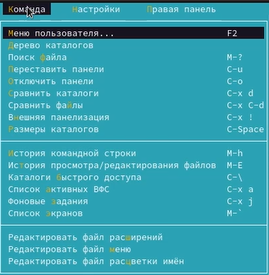 Команда Настройки Правая панель
Меню пользователя... F2
Дерево каталогов
Поиск файла M-?
Переставить панели C-u
Отключить панели C-o
Сравнить каталоги C-x d
Сравнить файлы C-x C-d
Внешняя панелизация C-x !
Размеры каталогов C-Space
История командной строки M-h
История просмотра/редактирования файлов M-E
Каталоги быстрого доступа C-\
Список активных ВФС C-x a
Фоновые задания C-x j
Список экранов M-`
Редактировать файл расширений
Редактировать файл меню
Редактировать файл расцветки имён